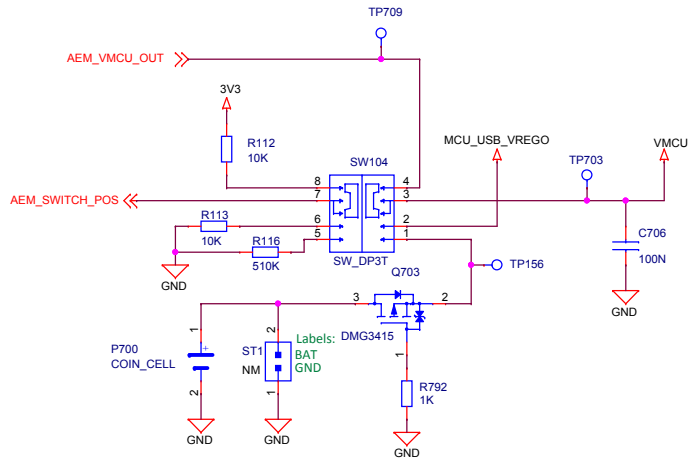 TP709
AEM_VMCU_OUT
3V3
R112
10K
SW104
MCU_USB_VREGO
VMCU
TP703
8
7
6
5
4
3
2
1
AEM_SWITCH_POS
R113
10K
R116
510K
GND
SW_DP3T
C706
100N
GND
TP156
Q703
3
2
DMG3415
1
1
P700
COIN_CELL
2
2
ST1
NM
1
Labels:
BAT
GND
R792
1K
GND
GND
GND